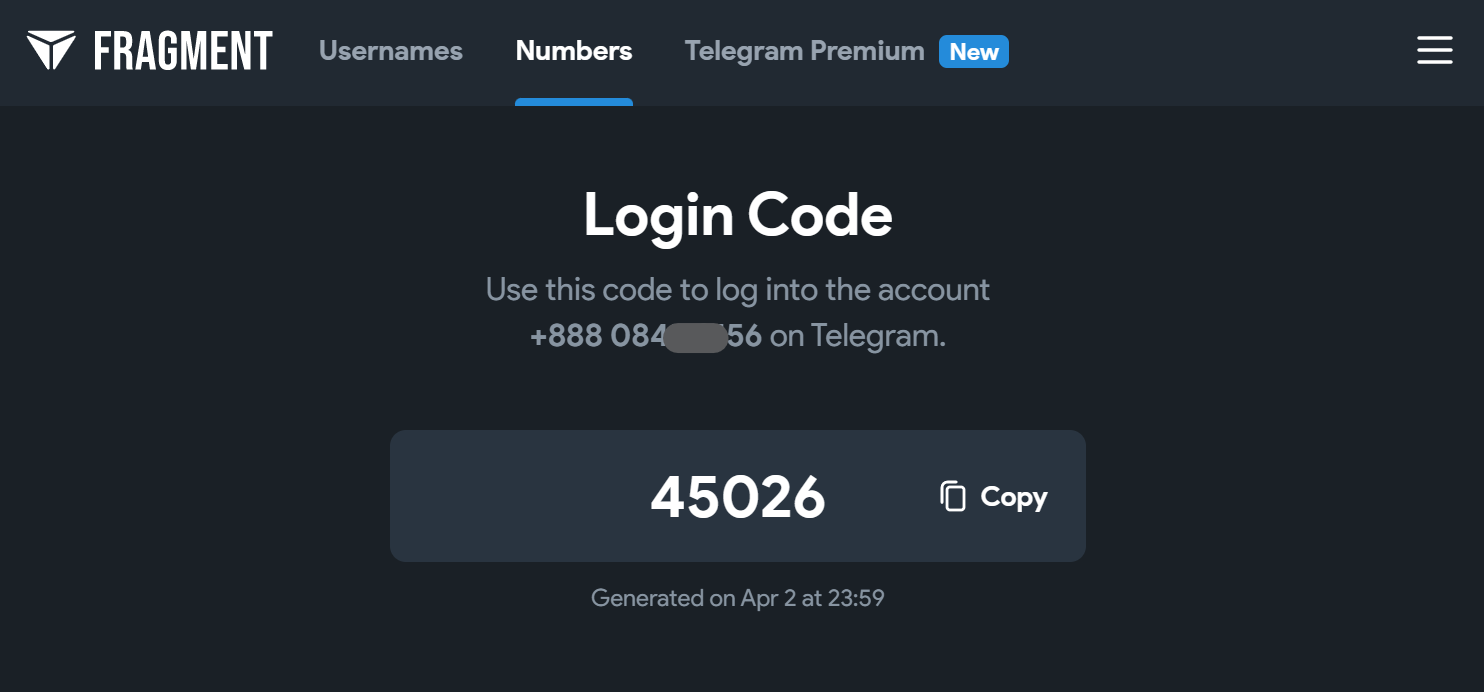 FRAGMENT Usernames Numbers Telegram Premium New
Login Code
Use this code to log into the account
+888 084 56 on Telegram.
45026 Copy
Generated on Apr 2 at 23:59